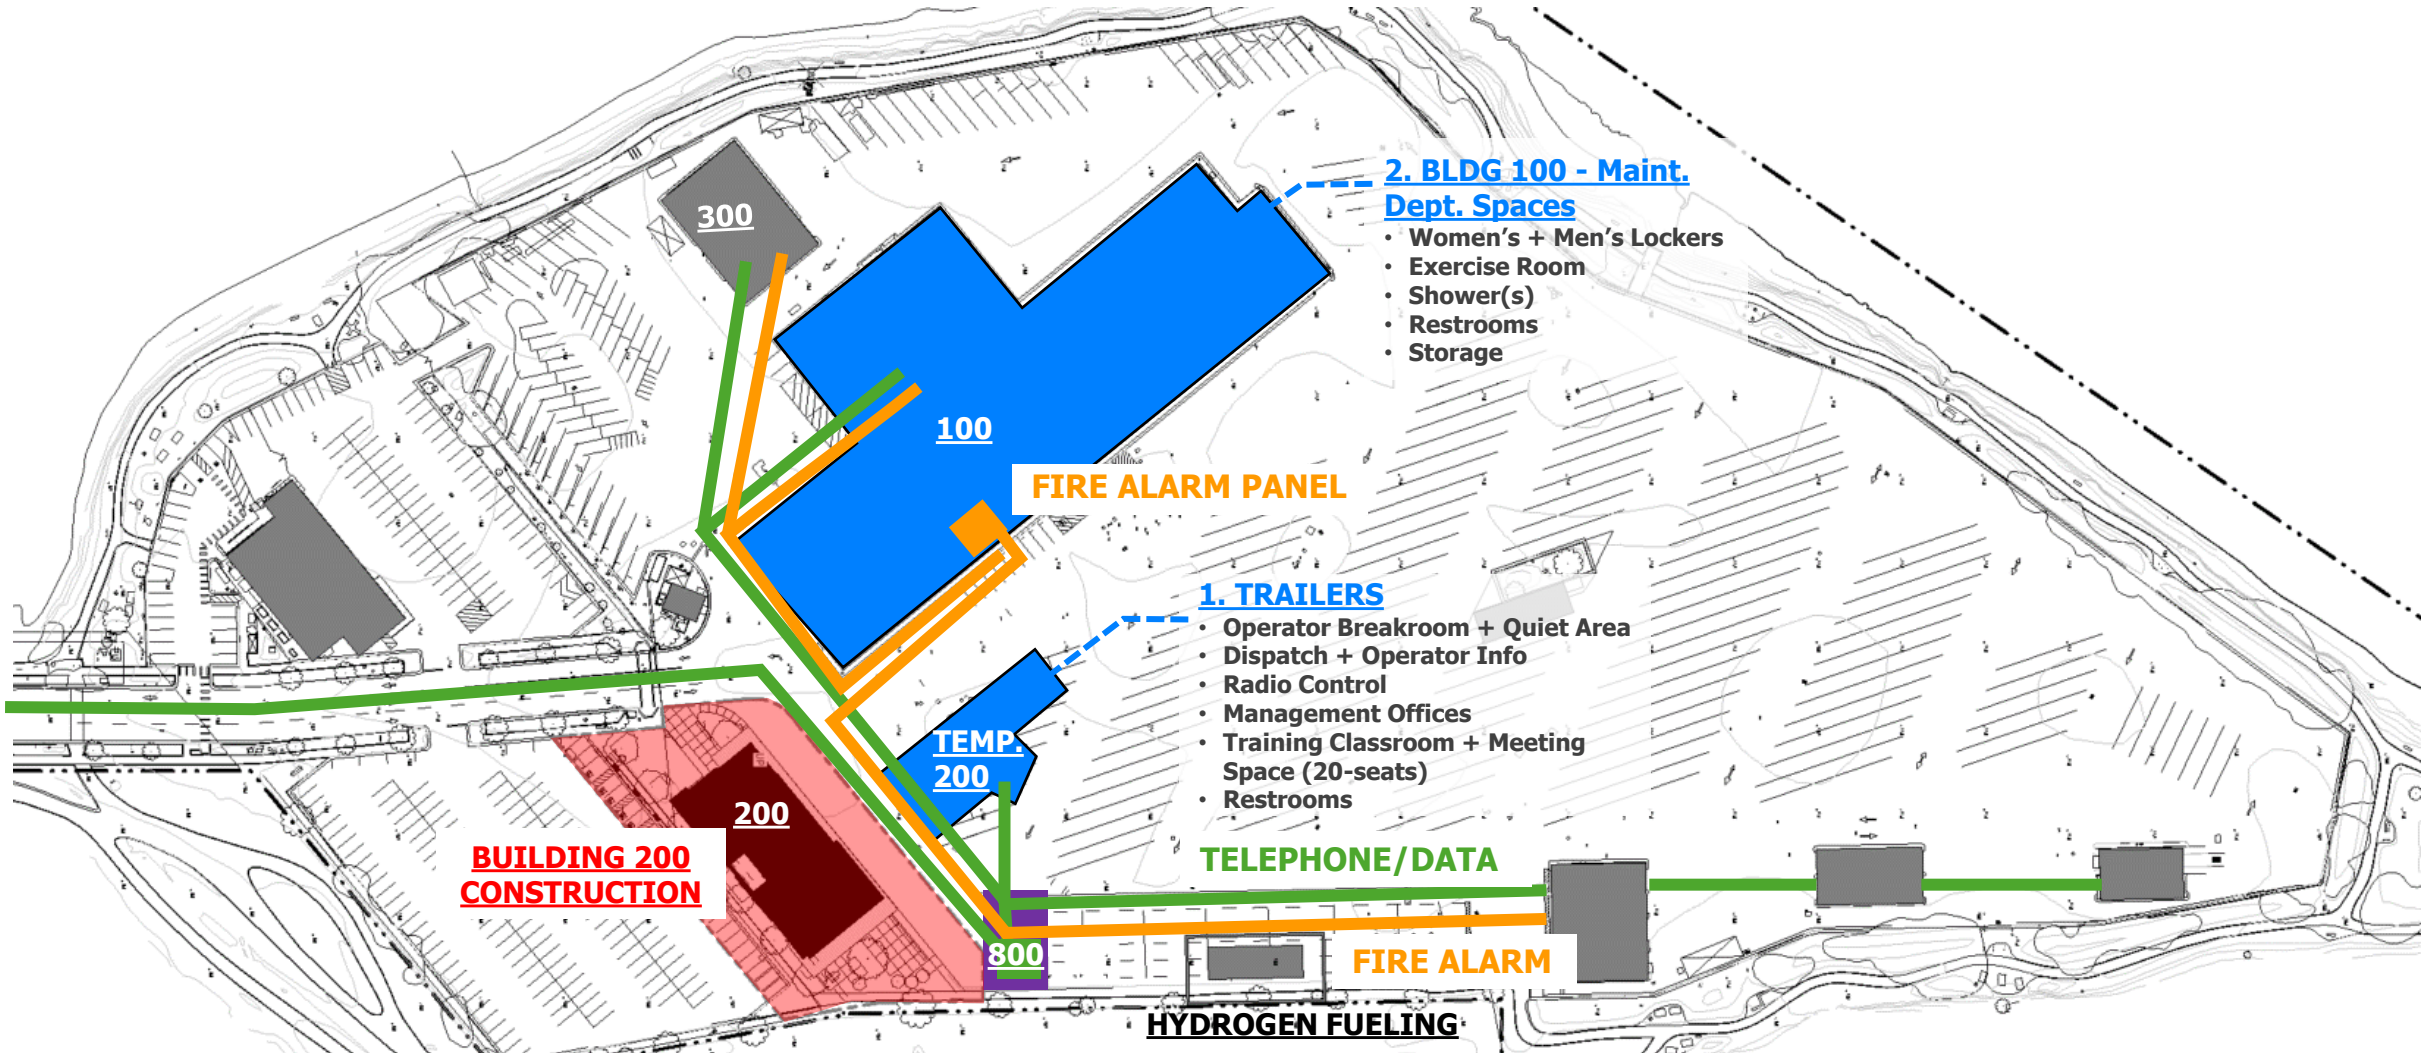 300
2. BLDG 100 - Maint.
Dept. Spaces
• Women's + Men's Lockers
• Exercise Room
• Shower(s)
• Restrooms
• Storage
100
FIRE ALARM PANEL
1. TRAILERS
• Operator Breakroom + Quiet Area
• Dispatch + Operator Info
• Radio Control
• Management Offices
• Training Classroom + Meeting
Space (20-seats)
• Restrooms
TEMP.
200
200
BUILDING 200
CONSTRUCTION
TELEPHONE/DATA
800
FIRE ALARM
HYDROGEN FUELING